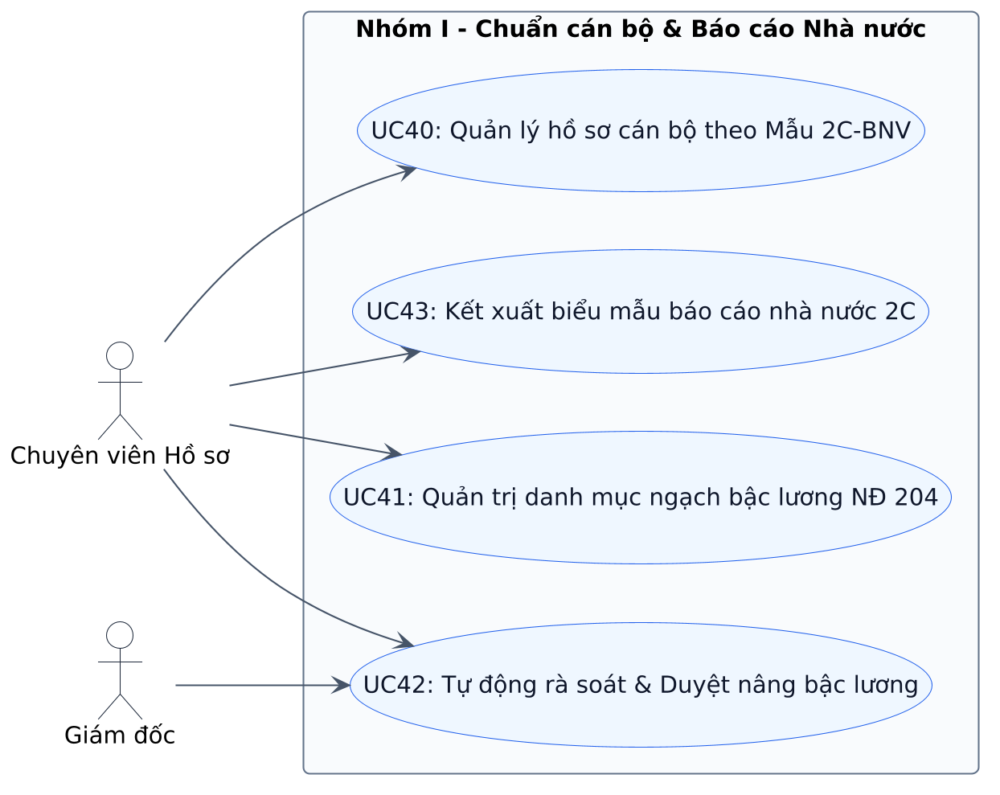 Nhóm I - Chuẩn cán bộ & Báo cáo Nhà nước
UC40: Quản lý hồ sơ cán bộ theo Mẫu 2C-BNV
UC43: Kết xuất biểu mẫu báo cáo nhà nước 2C
Chuyên viên Hồ sơ
UC41: Quản trị danh mục ngạch bậc lương NĐ 204
UC42: Tự động rà soát & Duyệt nâng bậc lương
Giám đốc